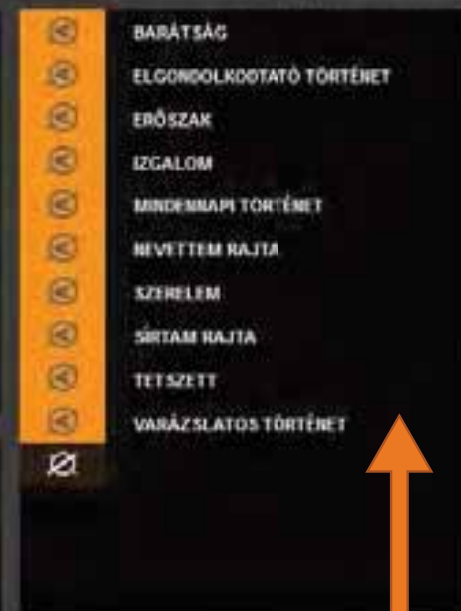 BARÁTSÁG
ELGONDOLKODTATÓ TÖRTÉNET
ERŐSZAK
IZGALOM
MINDENNAPI TÖRTÉNET
NEVETTEM RAJTA
SZERELEM
SÍRTAM RAJTA
TETSZETT
VARÁZSLATOS TÖRTÉNET